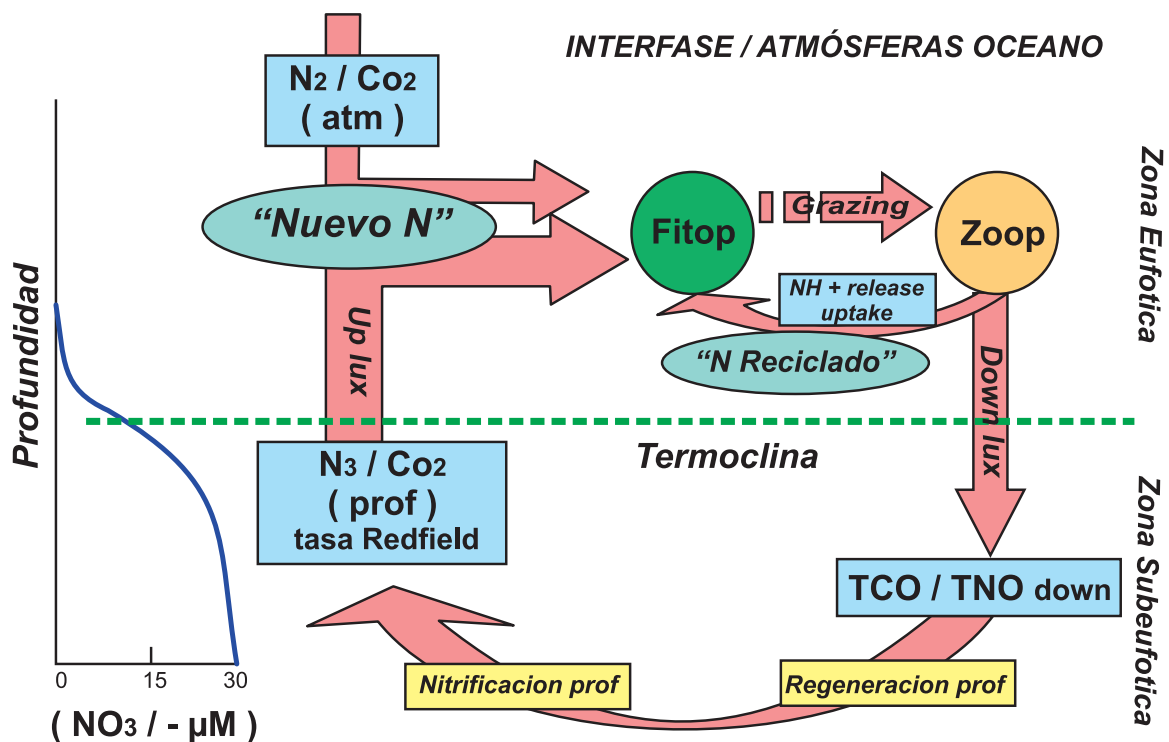 INTERFASE / ATMÓSFERAS OCEANO
N2 / Co2
( atm )
Zona Eufotica
“Nuevo N”
Fitop
Grazing
Zoop
NH + release
uptake
“N Reciclado”
Up lux
Down lux
Profundidad
Termoclina
N3 / Co2
( prof )
tasa Redfield
Zona Subeufotica
TCO / TNO down
Nitrificacion prof
Regeneracion prof
0 15 30
( NO3 / - µM )